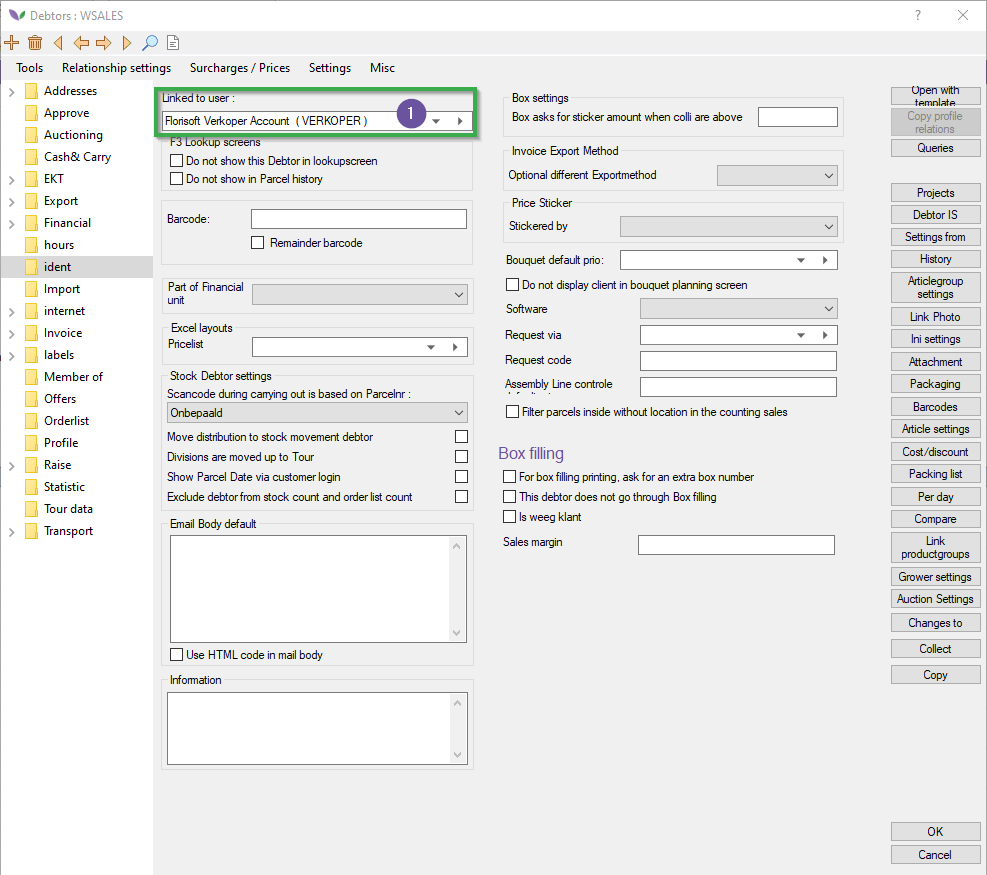 Debtors : WSALES
?
Tools Relationship settings Surcharges / Prices Settings Misc
Addresses
Approve
Auctioning
Cash& Carry
EKT
Export
Financial
hours
ident
Import
internet
Invoice
labels
Member of
Offers
Orderlist
Profile
Raise
Statistic
Tour data
Transport
Linked to user :
Florisoft Verkoper Account ( VERKOPER )
1
F3 Lookup screens
Do not show this Debtor in lookupscreen
Do not show in Parcel history
Barcode:
Remainder barcode
Part of Financial
unit
Excel layouts
Pricelist
Stock Debtor settings
Scancode during carrying out is based on Parcelnr :
Onbepaald
Move distribution to stock movement debtor
Divisions are moved up to Tour
Show Parcel Date via customer login
Exclude debtor from stock count and order list count
Email Body default
Use HTML code in mail body
Information
Box settings
Box asks for sticker amount when colli are above
Invoice Export Method
Optional different Exportmethod
Price Sticker
Stickered by
Bouquet default prio:
Do not display client in bouquet planning screen
Software
Request via
Request code
Assembly Line controle
Filter parcels inside without location in the counting sales
Box filling
For box filling printing, ask for an extra box number
This debtor does not go through Box filling
Is weeg klant
Sales margin
Open with
template
Copy profile
relations
Queries
Projects
Debtor IS
Settings from
History
Articlegroup
settings
Link Photo
Ini settings
Attachment
Packaging
Barcodes
Article settings
Cost/discount
Packing list
Per day
Compare
Link
productgroups
Grower settings
Auction Settings
Changes to
Collect
Copy
OK
Cancel